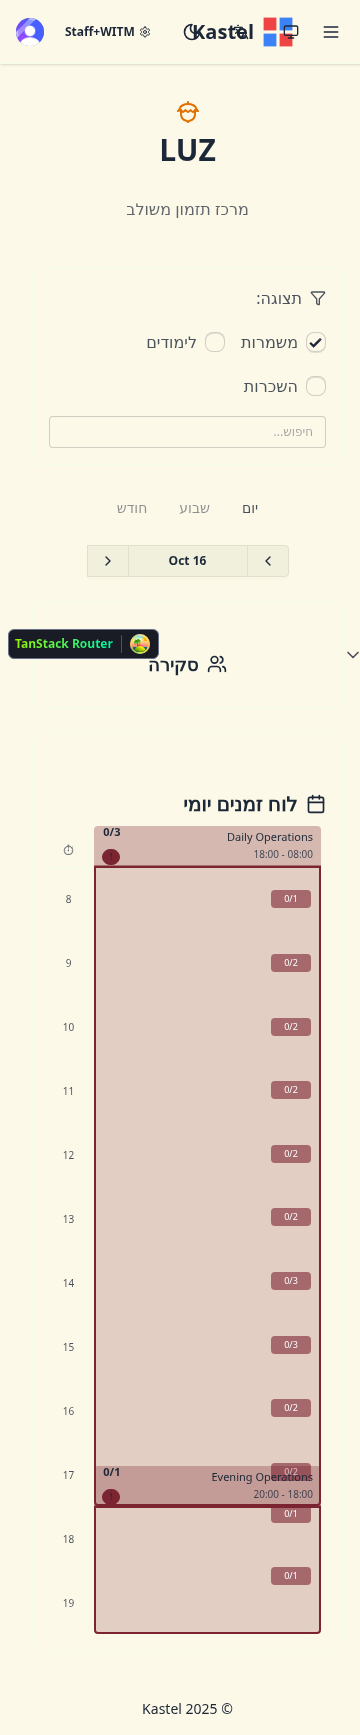 Staff+WITM
Kastel
LUZ
מרכז תזמון משולב
תצוגה:
משמרות
לימודים
השכרות
חיפוש...
יום
שבוע
חודש
Oct 16
TanStack Router
סקירה
לוח זמנים יומי
0/3
Daily Operations
18:00 - 08:00
8
0/1
9
0/2
10
0/2
11
0/2
12
0/2
13
0/2
14
0/3
15
0/3
16
0/2
17
0/2
0/1
Evening Operations
20:00 - 18:00
0/1
18
0/1
19
Kastel 2025 ©